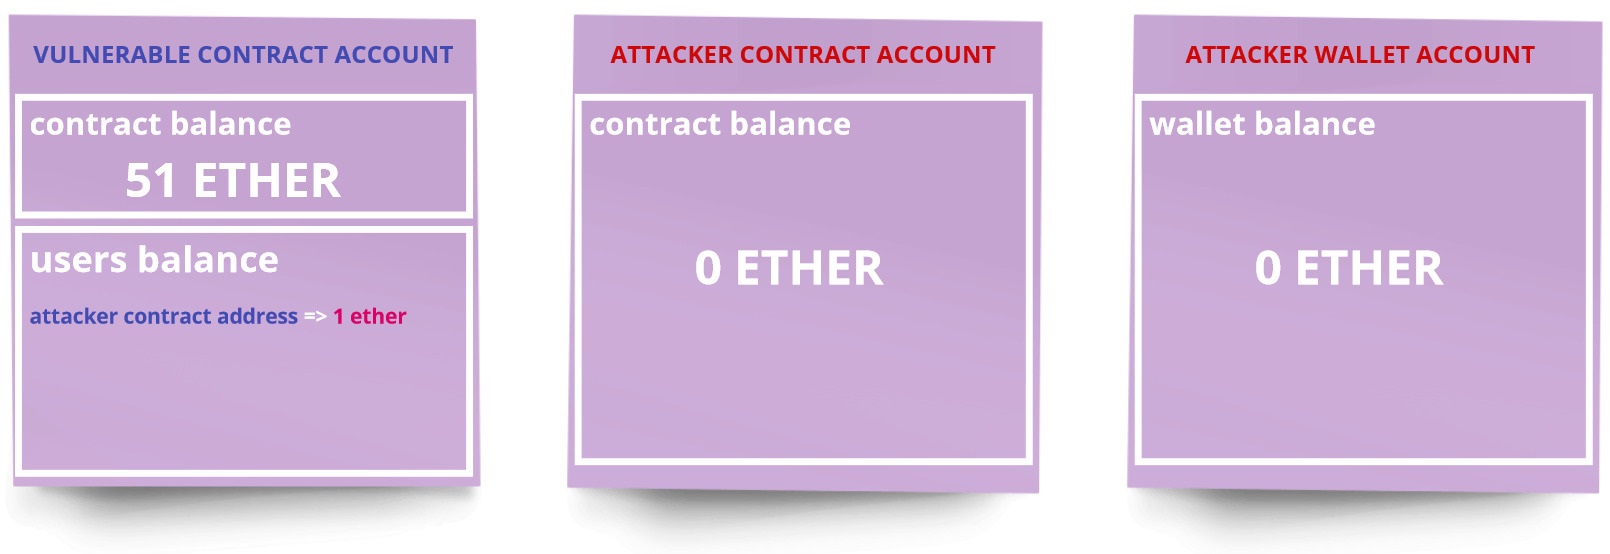 VULNERABLE CONTRACT ACCOUNT
contract balance
51 ETHER
users balance
attacker contract address => 1 ether
ATTACKER CONTRACT ACCOUNT
contract balance
0 ETHER
ATTACKER WALLET ACCOUNT
wallet balance
0 ETHER